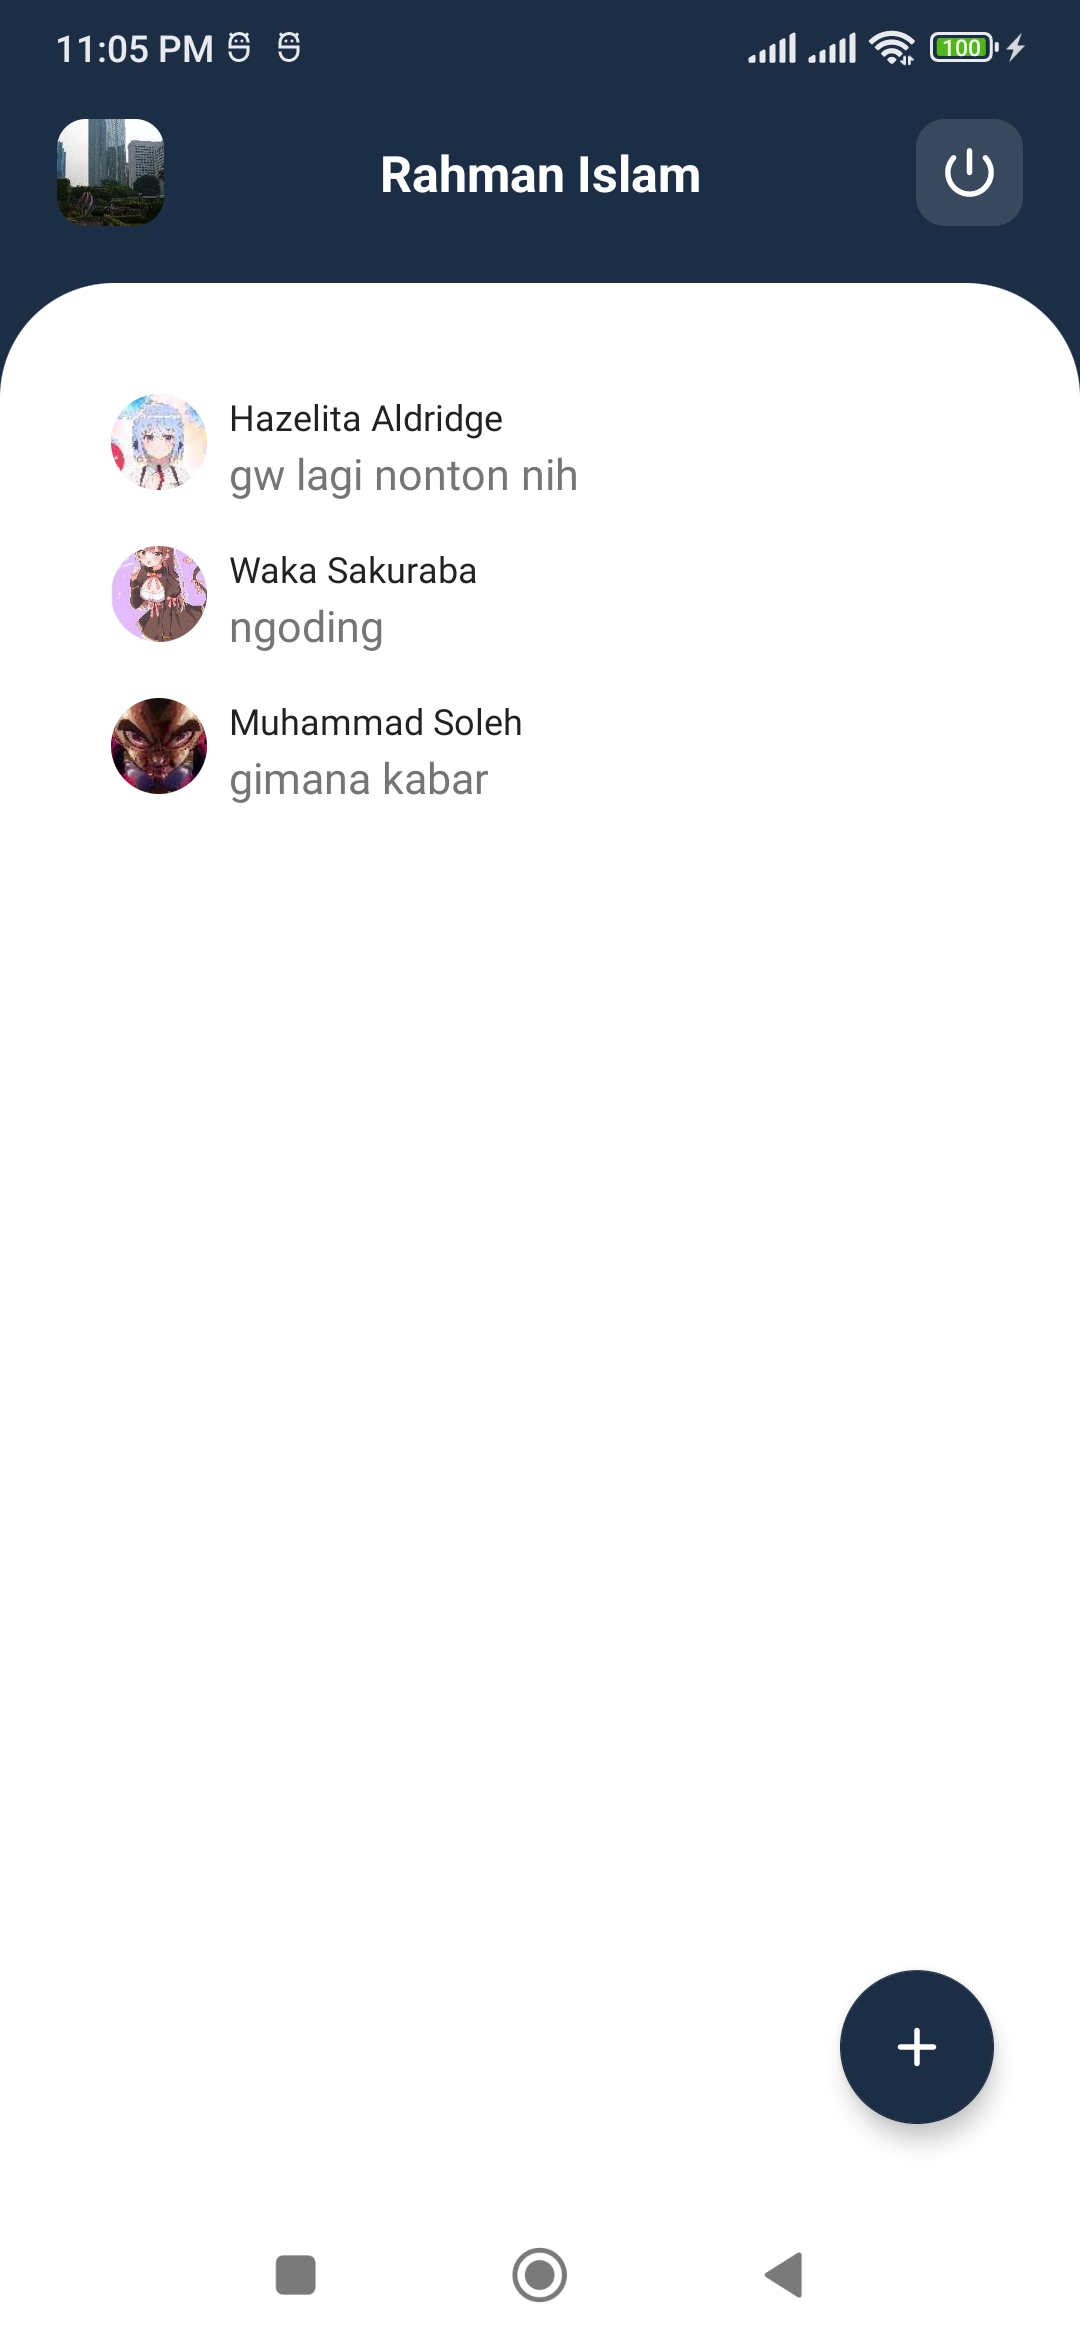 11:05 PM
100
Rahman Islam
Hazelita Aldridge
gw lagi nonton nih
Waka Sakuraba
ngoding
Muhammad Soleh
gimana kabar